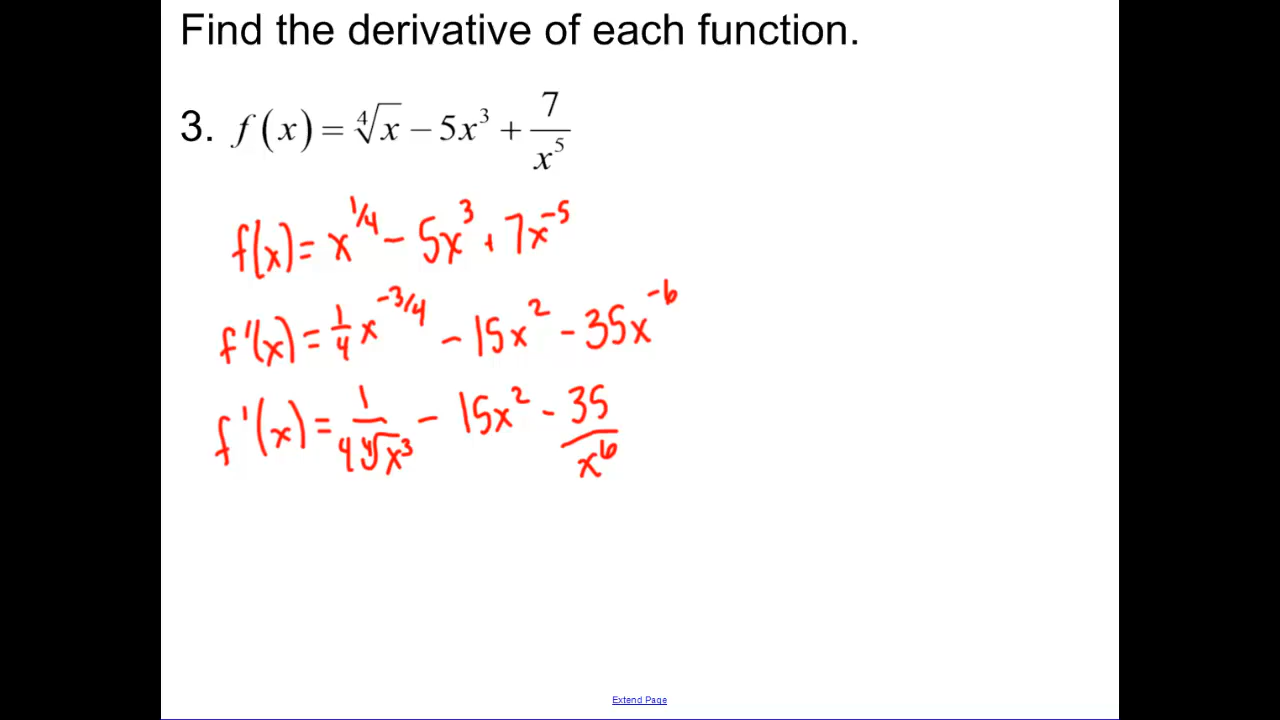 Find the derivative of each function.
3. f(x) = ∜x − 5x³ + 7/x⁵
f(x) = x^(1/4) − 5x³ + 7x⁻⁵
f'(x) = 1/4 x^(−3/4) − 15x² − 35x⁻⁶
f'(x) = 1/(4∜x³) − 15x² − 35/x⁶
Extend Page